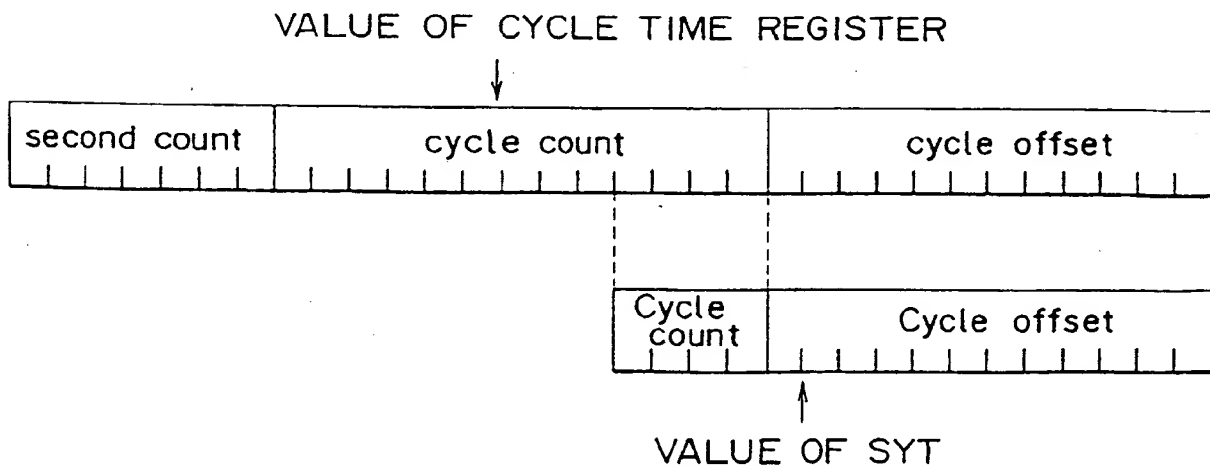 VALUE OF CYCLE TIME REGISTER
second count cycle count cycle offset
Cycle count Cycle offset
VALUE OF SYT